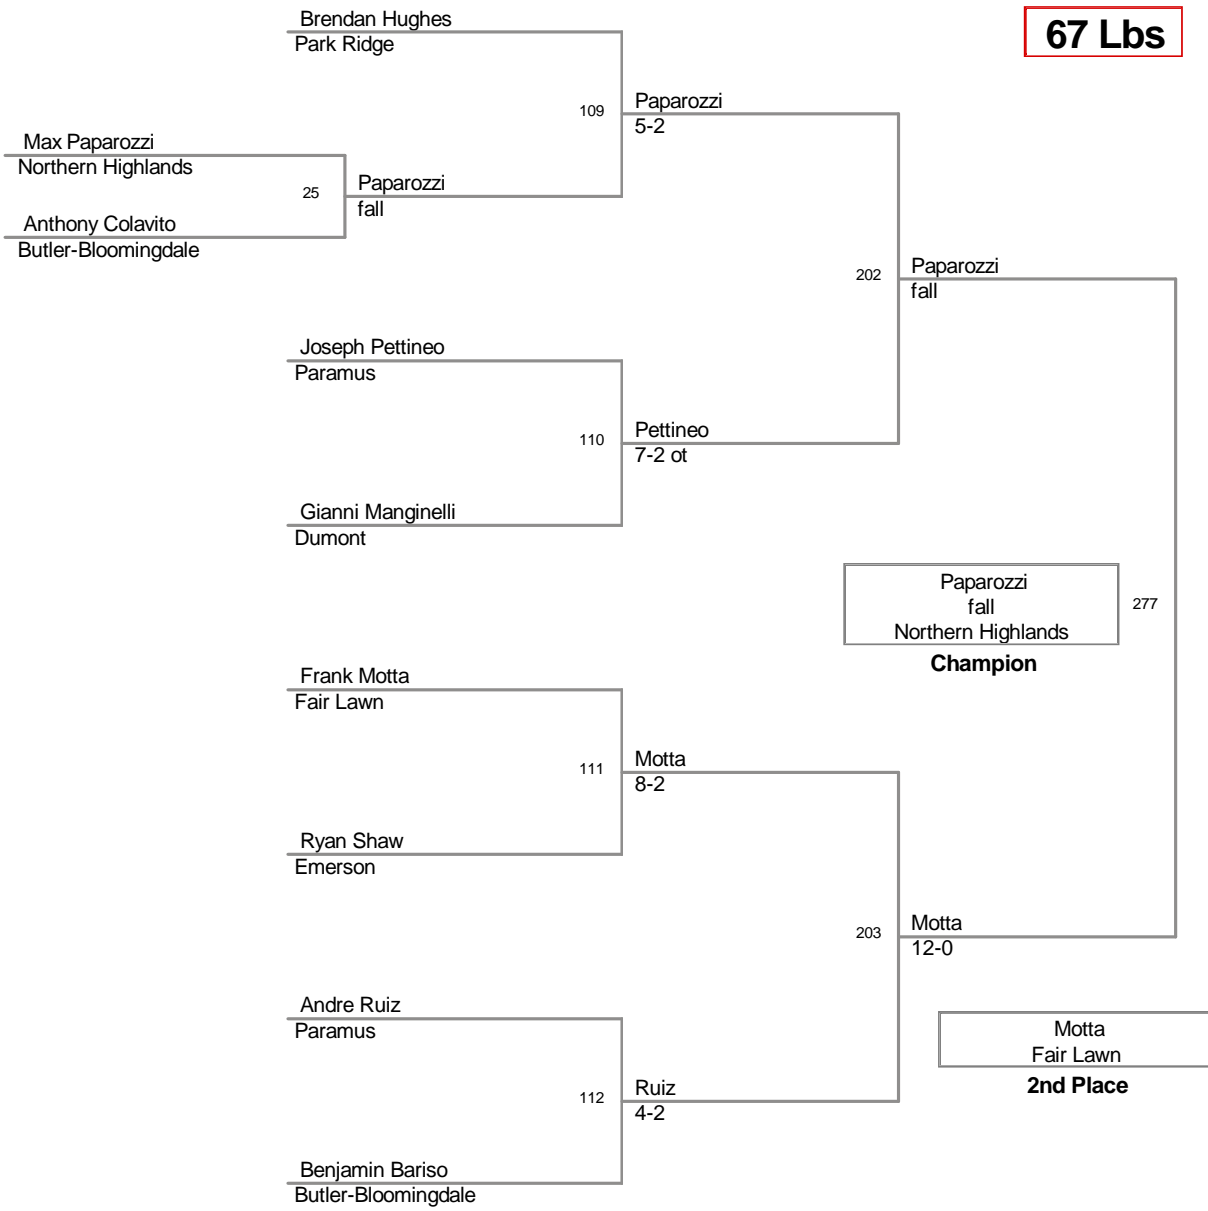 Brendan Hughes
Park Ridge
67 Lbs
109
Paparozzi
5-2
Max Paparozzi
Northern Highlands
25
Paparozzi
fall
Anthony Colavito
Butler-Bloomingdale
202
Paparozzi
fall
Joseph Pettineo
Paramus
110
Pettineo
7-2 ot
Gianni Manginelli
Dumont
Paparozzi
fall
Northern Highlands
277
Champion
Frank Motta
Fair Lawn
111
Motta
8-2
Ryan Shaw
Emerson
203
Motta
12-0
Andre Ruiz
Paramus
Motta
Fair Lawn
2nd Place
112
Ruiz
4-2
Benjamin Bariso
Butler-Bloomingdale